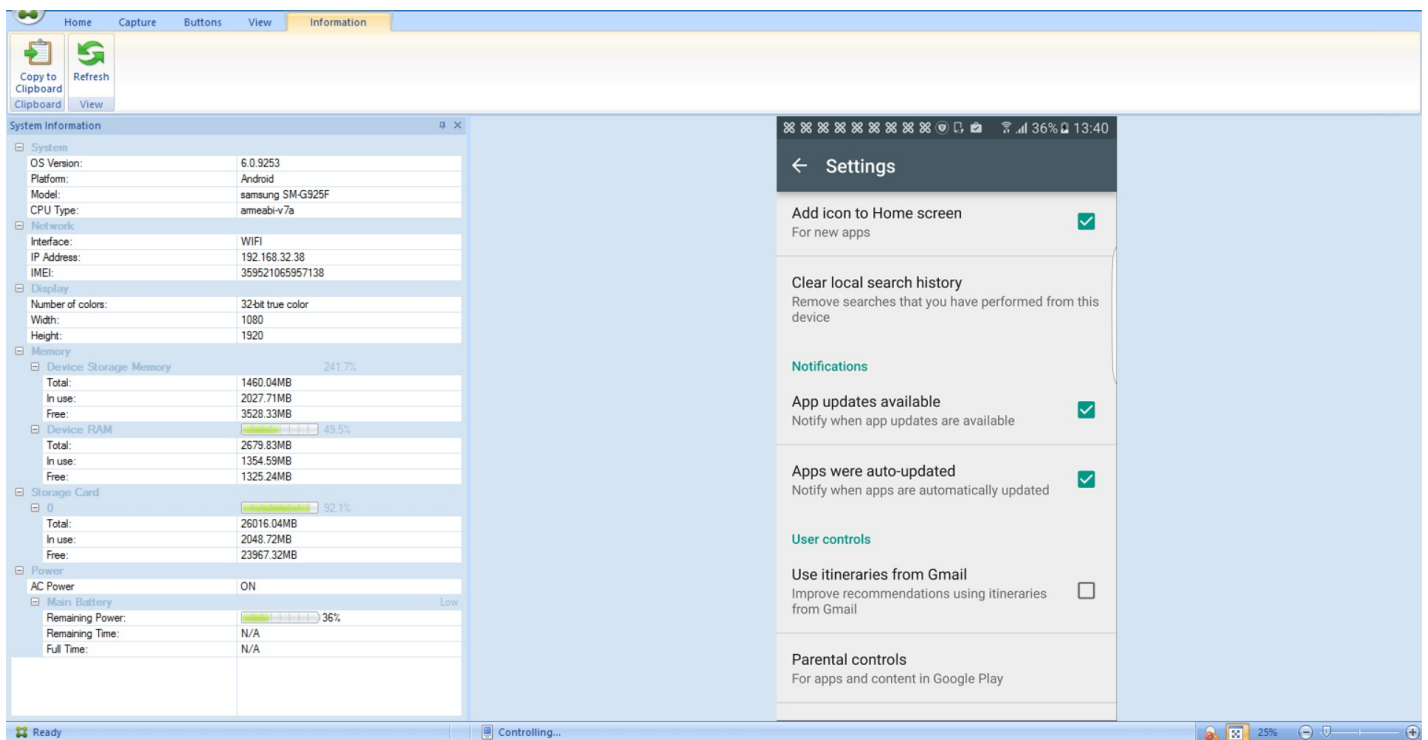 Home Capture Buttons View Information
Copy to Clipboard
Refresh
Clipboard View
System Information
System
OS Version: 6.0.9253
Platform: Android
Model: samsung SM-G925F
CPU Type: armeabi-v7a
Network
Interface: WIFI
IP Address: 192.168.32.38
IMEI: 359521065957138
Display
Number of colors: 32-bit true color
Width: 1080
Height: 1920
Memory
Device Storage Memory 241.7%
Total: 1460.04MB
In use: 2027.71MB
Free: 3528.33MB
Device RAM 49.5%
Total: 2679.83MB
In use: 1354.59MB
Free: 1325.24MB
Storage Card
0 92.1%
Total: 26016.04MB
In use: 2048.72MB
Free: 23967.32MB
Power
AC Power ON
Main Battery Low
Remaining Power: 36%
Remaining Time: N/A
Full Time: N/A
36% 13:40
Settings
Add icon to Home screen
For new apps
Clear local search history
Remove searches that you have performed from this
device
Notifications
App updates available
Notify when app updates are available
Apps were auto-updated
Notify when apps are automatically updated
User controls
Use itineraries from Gmail
Improve recommendations using itineraries
from Gmail
Parental controls
For apps and content in Google Play
Ready
Controlling...
25%